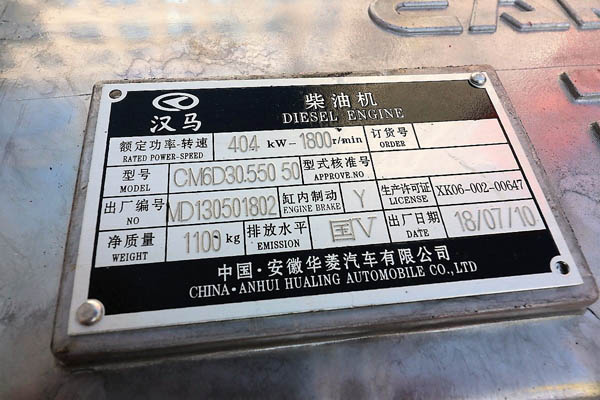 汉马
柴油机
DIESEL ENGINE
额定功率·转速 404 kW-1800r/min 订货号
RATED POWER-SPEED ORDER
型号 CM6D30.550 50 型式核准号
MODEL APPROVE.NO
出厂编号 MD130501802 缸内制动 Y 生产许可证 XK06-002-00647
NO ENGINE BRAKE LICENSE
净质量 1100 kg 排放水平 国V 出厂日期 18/07/10
WEIGHT EMISSION DATE
中国·安徽华菱汽车有限公司
CHINA·ANHUI HUALING AUTOMOBILE CO.,LTD